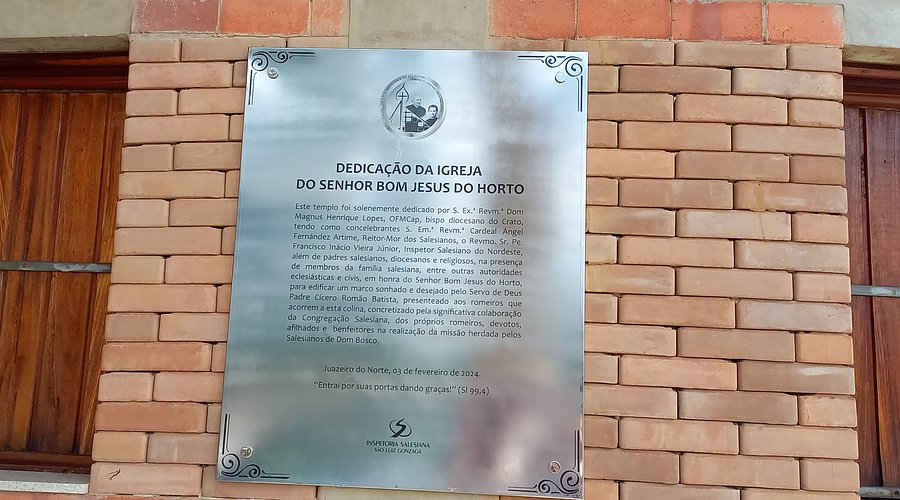 DEDICAÇÃO DA IGREJA
DO SENHOR BOM JESUS DO HORTO
Este templo foi solenemente dedicado por S. Ex.ª Revm.ª Dom
Magnus Henrique Lopes, OFMCap, bispo diocesano do Crato,
tendo como concelebrantes S. Em.ª Revm.ª Cardeal Ángel
Fernández Artime, Reitor-Mor dos Salesianos, o Revmo. Sr. Pe.
Francisco Inácio Vieira Júnior, Inspetor Salesiano do Nordeste,
além de padres salesianos, diocesanos e religiosos, na presença
de membros da família salesiana, entre outras autoridades
eclesiásticas e civis, em honra do Senhor Bom Jesus do Horto,
para edificar um marco sonhado e desejado pelo Servo de Deus
Padre Cícero Romão Batista, presenteado aos romeiros que
acorrem a esta colina, concretizado pela significativa colaboração
da Congregação Salesiana, dos próprios romeiros, devotos,
afilhados e benfeitores na realização da missão herdada pelos
Salesianos de Dom Bosco.
Juazeiro do Norte, 03 de fevereiro de 2024.
"Entrai por suas portas dando graças!" (Sl 99,4)
INSPETORIA SALESIANA
SÃO LUIZ GONZAGA